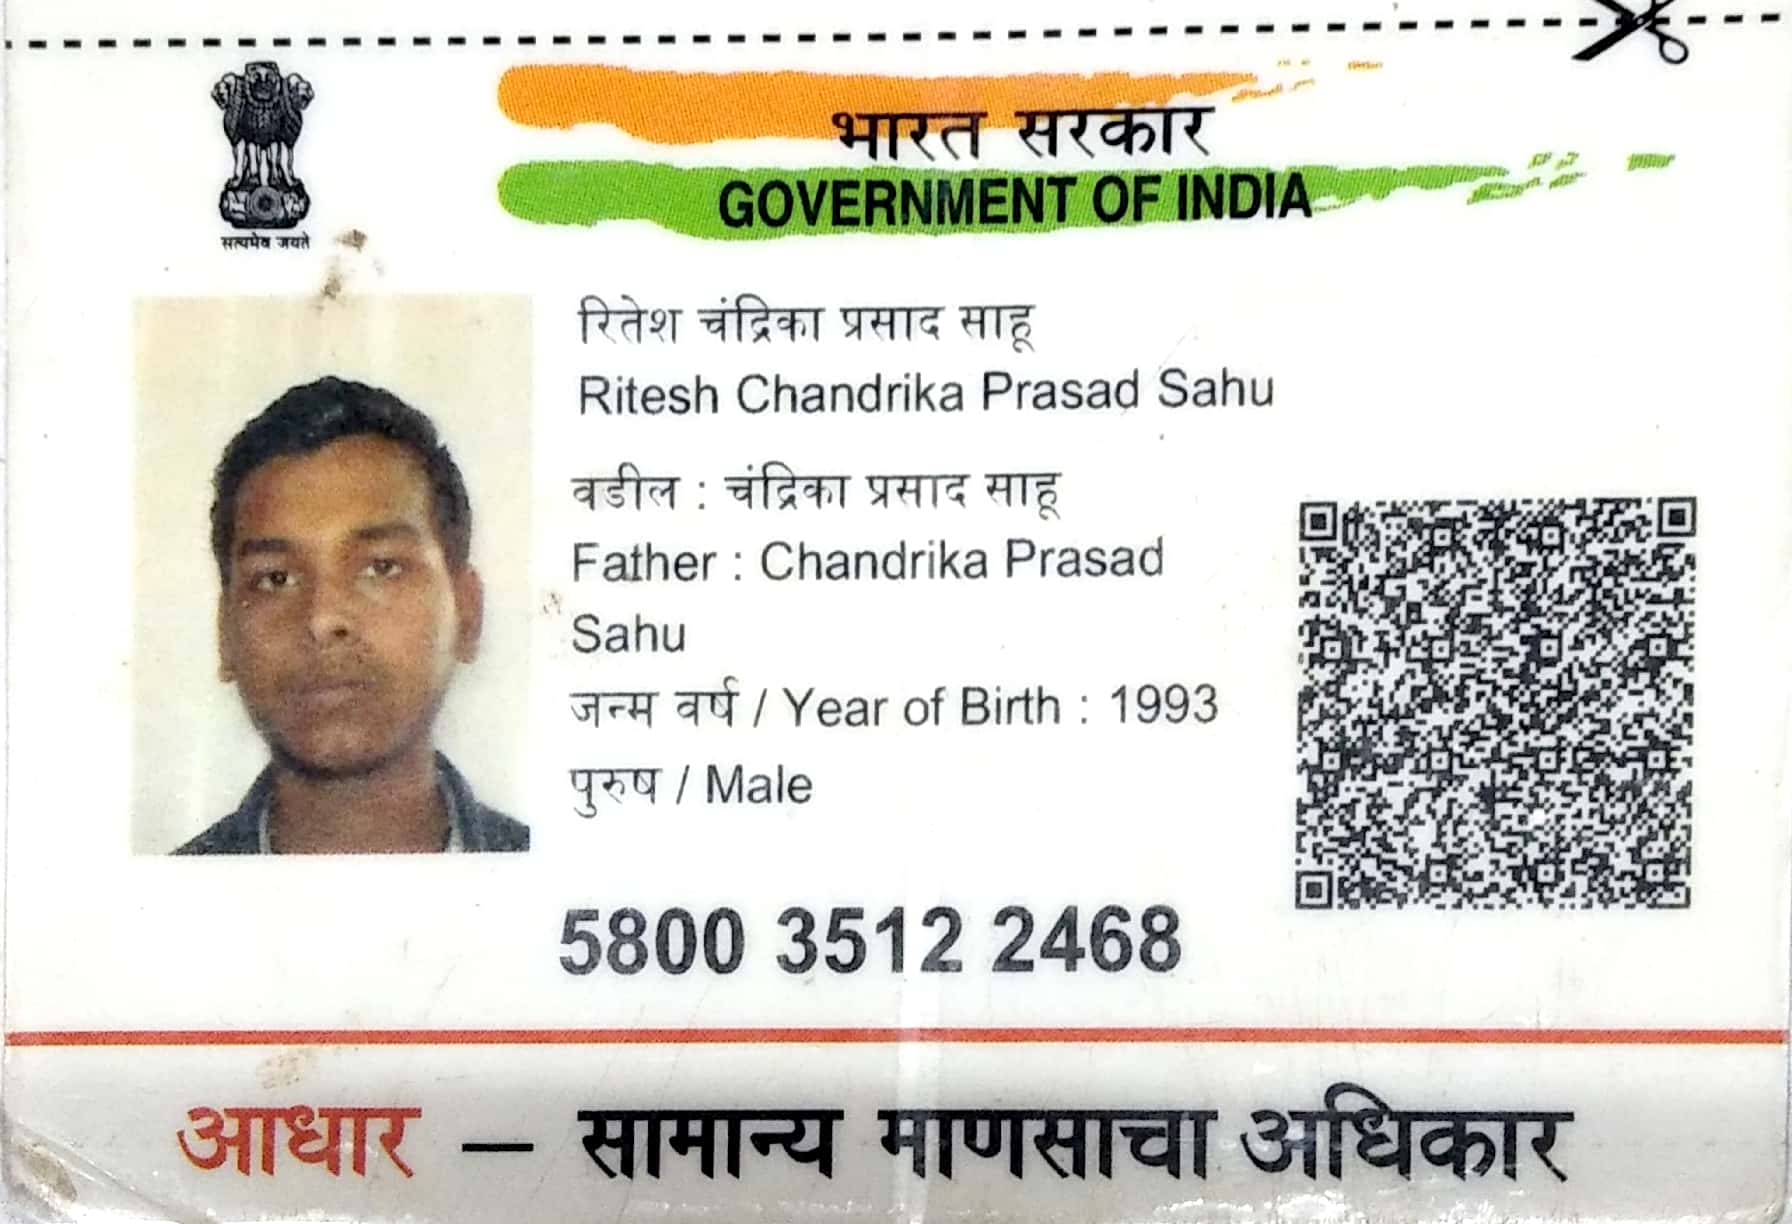 भारत सरकार
GOVERNMENT OF INDIA
सत्यमेव जयते
रितेश चंद्रिका प्रसाद साहू
Ritesh Chandrika Prasad Sahu
वडील : चंद्रिका प्रसाद साहू
Father : Chandrika Prasad
Sahu
जन्म वर्ष / Year of Birth : 1993
पुरुष / Male
5800 3512 2468
आधार – सामान्य माणसाचा अधिकार